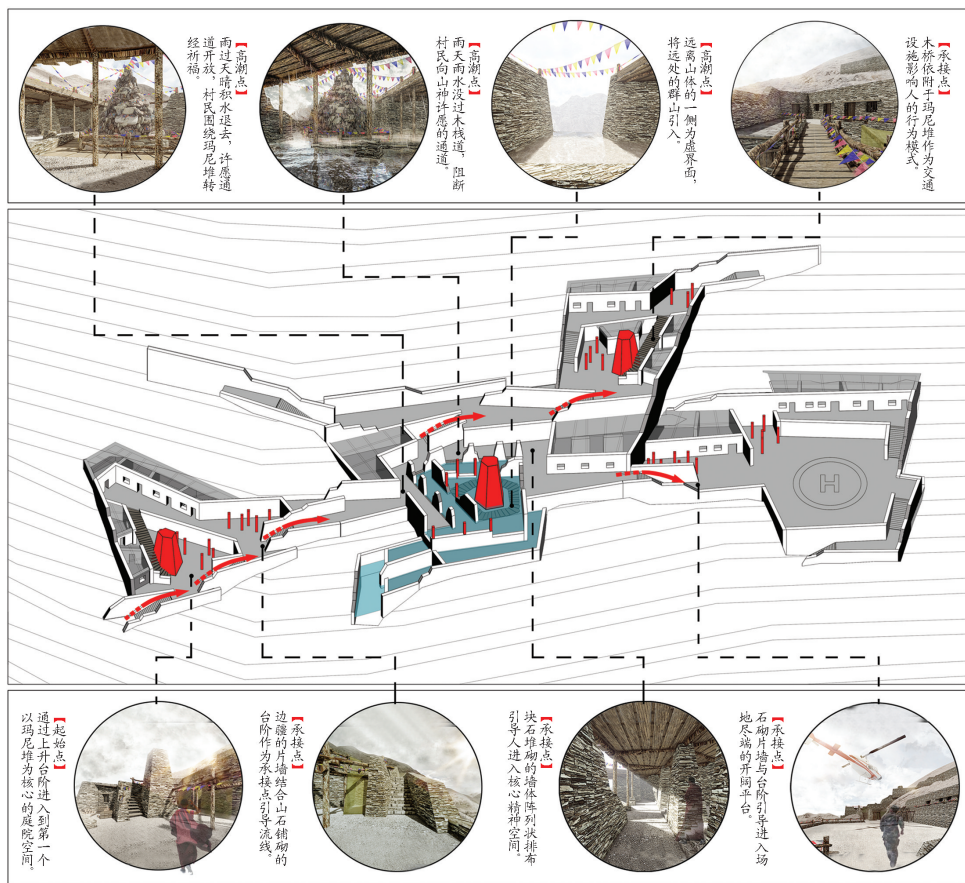 【高潮点】
雨过天晴积水退去，许愿通
道开放，村民围绕玛尼堆转
经祈福。
【高潮点】
雨天雨水没过木栈道，阻断
村民向山神许愿的通道。
【高潮点】
远离山体的一侧为虚界面，
将远处的群山引入。
【承接点】
木桥依附于玛尼堆作为交通
设施影响人的行为模式。
H
【起始点】
通过上升台阶进入到第一个
以玛尼堆为核心的庭院空间。
【承接点】
边疆的片墙结合山石铺砌的
台阶作为承接点引导流线。
【承接点】
块石堆砌的墙体阵列状排布
引导人进入核心精神空间。
【承接点】
石砌片墙与台阶引导进入场
地尽端的开阔平台。